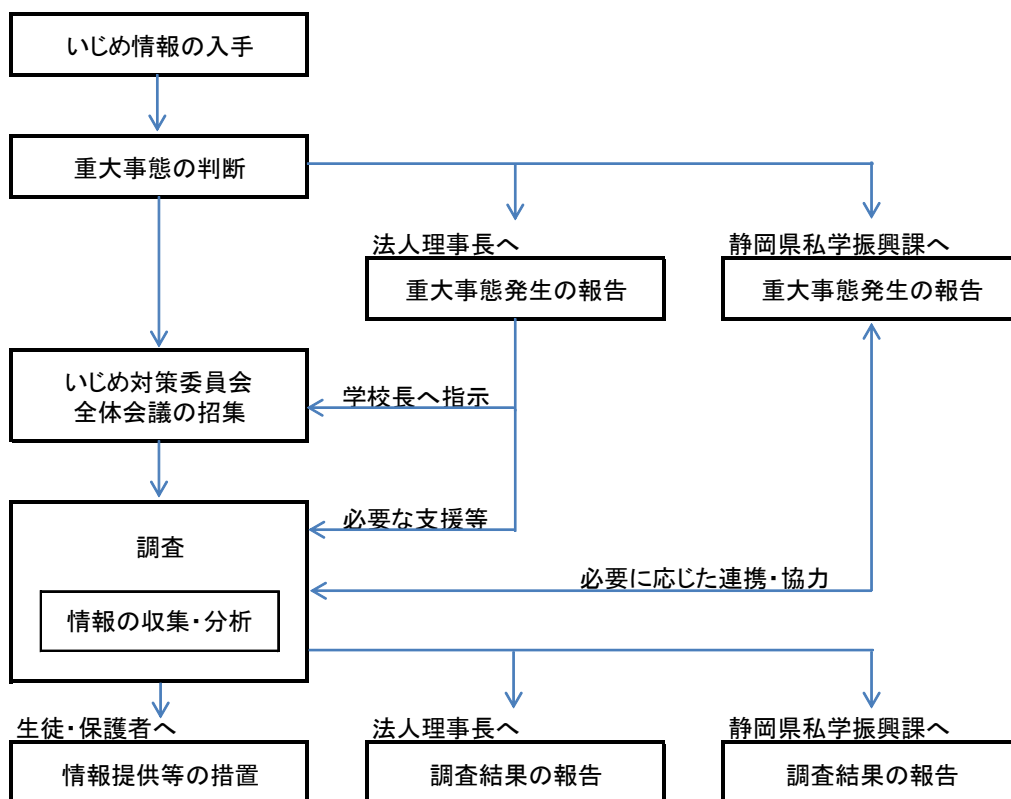 いじめ情報の入手
重大事態の判断
法人理事長へ
静岡県私学振興課へ
重大事態発生の報告
重大事態発生の報告
いじめ対策委員会
全体会議の招集
学校長へ指示
必要な支援等
調査
必要に応じた連携・協力
情報の収集・分析
生徒・保護者へ
法人理事長へ
静岡県私学振興課へ
情報提供等の措置
調査結果の報告
調査結果の報告